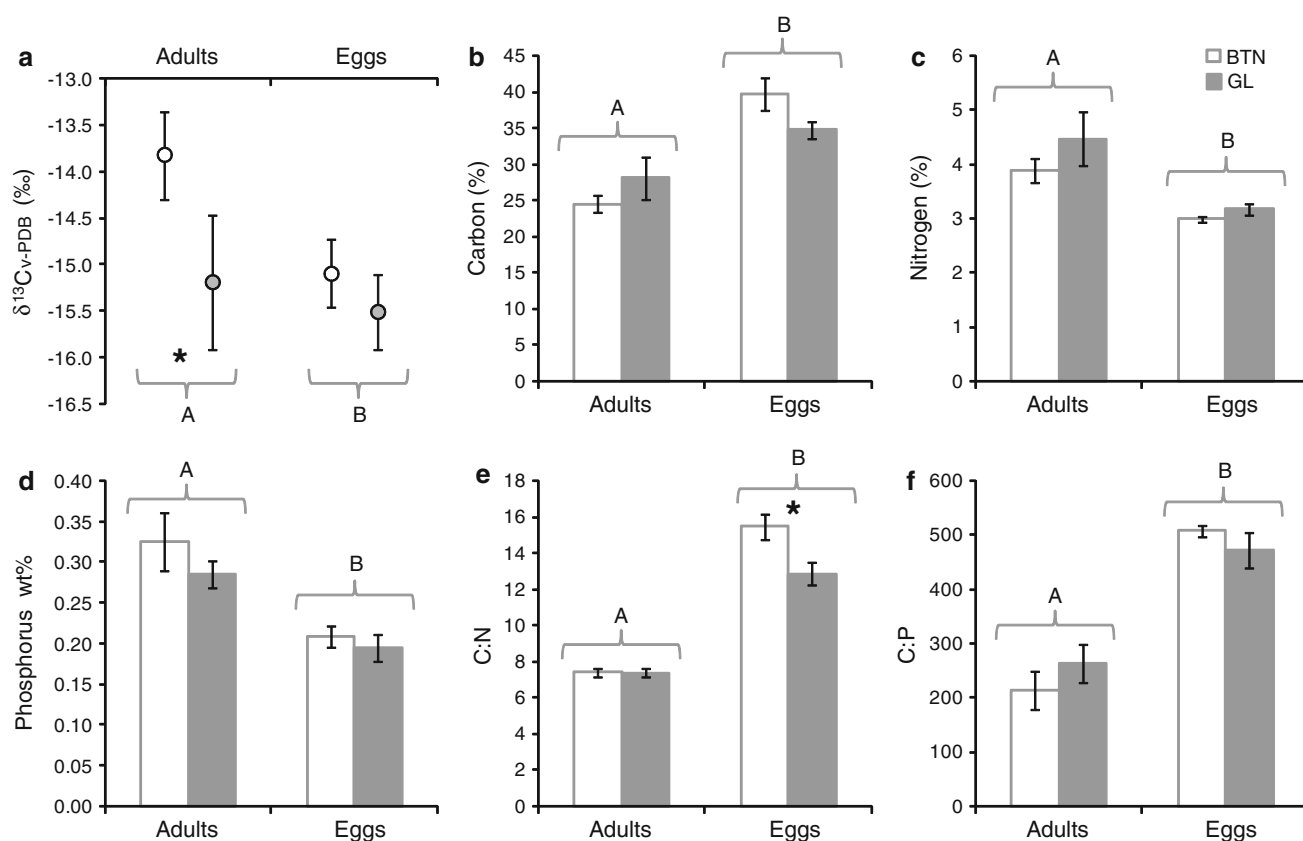 a
Adults Eggs
-13.0
-13.5
-14.0
-14.5
-15.0
-15.5
-16.0
-16.5
δ¹³Cv-PDB (‰)
*
A B
b
45
40
35
30
25
20
15
10
5
0
Carbon (%)
A
B
Adults Eggs
c
6
5
4
3
2
1
0
Nitrogen (%)
A
B
BTN
GL
Adults Eggs
d
0.40
0.35
0.30
0.25
0.20
0.15
0.10
0.05
0.00
Phosphorus wt%
A
B
Adults Eggs
e
18
16
14
12
10
8
6
4
2
0
C:N
A
B
*
Adults Eggs
f
600
500
400
300
200
100
0
C:P
A
B
Adults Eggs